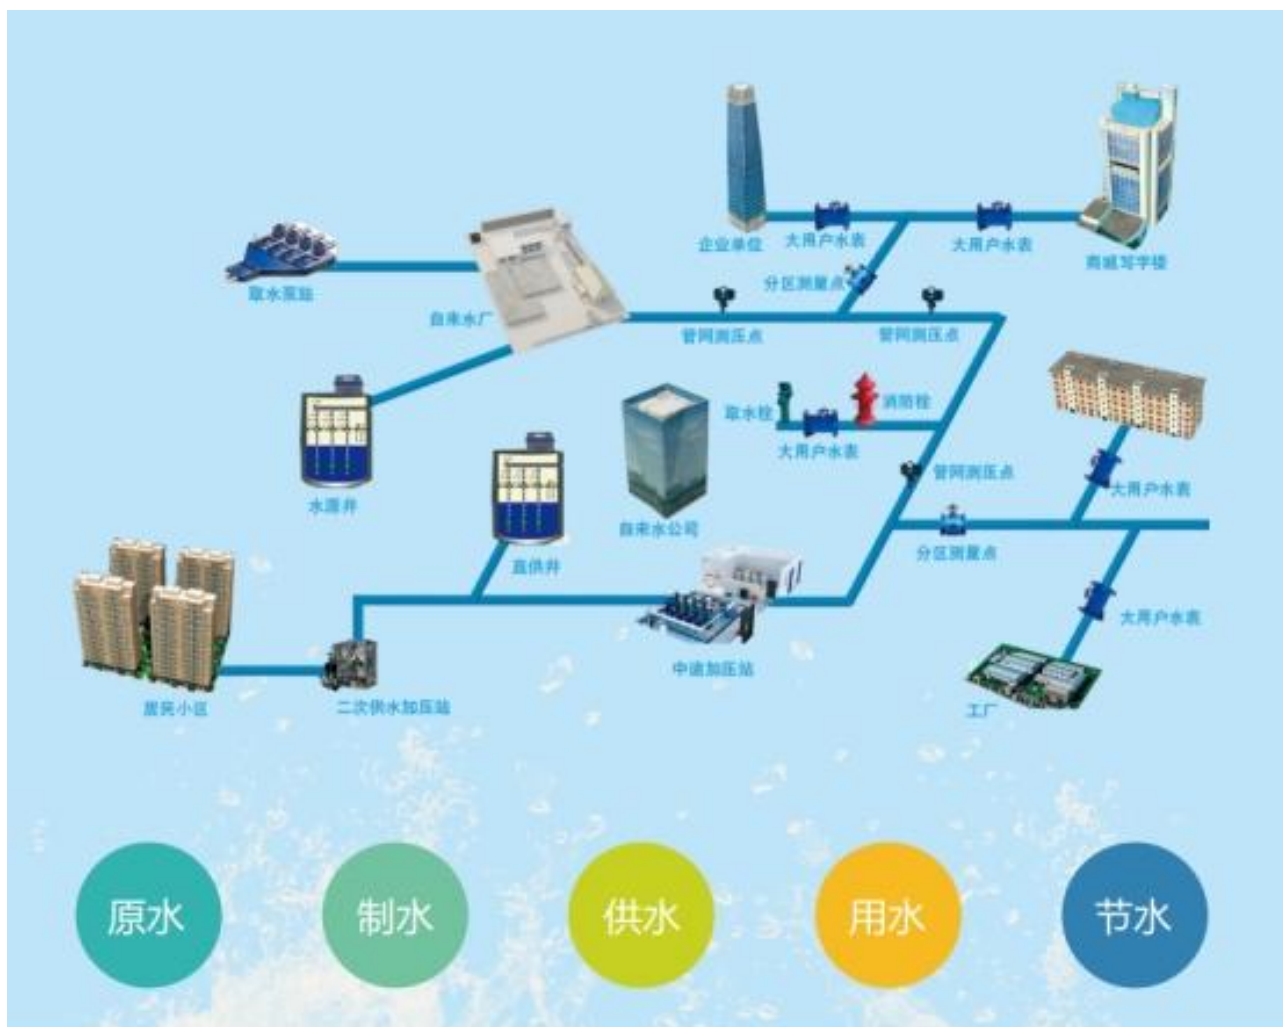 企业单位
大用户水表
大用户水表
商城写字楼
取水泵站
分区测量点
自来水厂
管网测压点
管网测压点
取水栓
消防栓
大用户水表
管网测压点
大用户水表
水源井
自来水公司
分区测量点
直供井
大用户水表
中途加压站
居民小区
二次供水加压站
工厂
原水
制水
供水
用水
节水